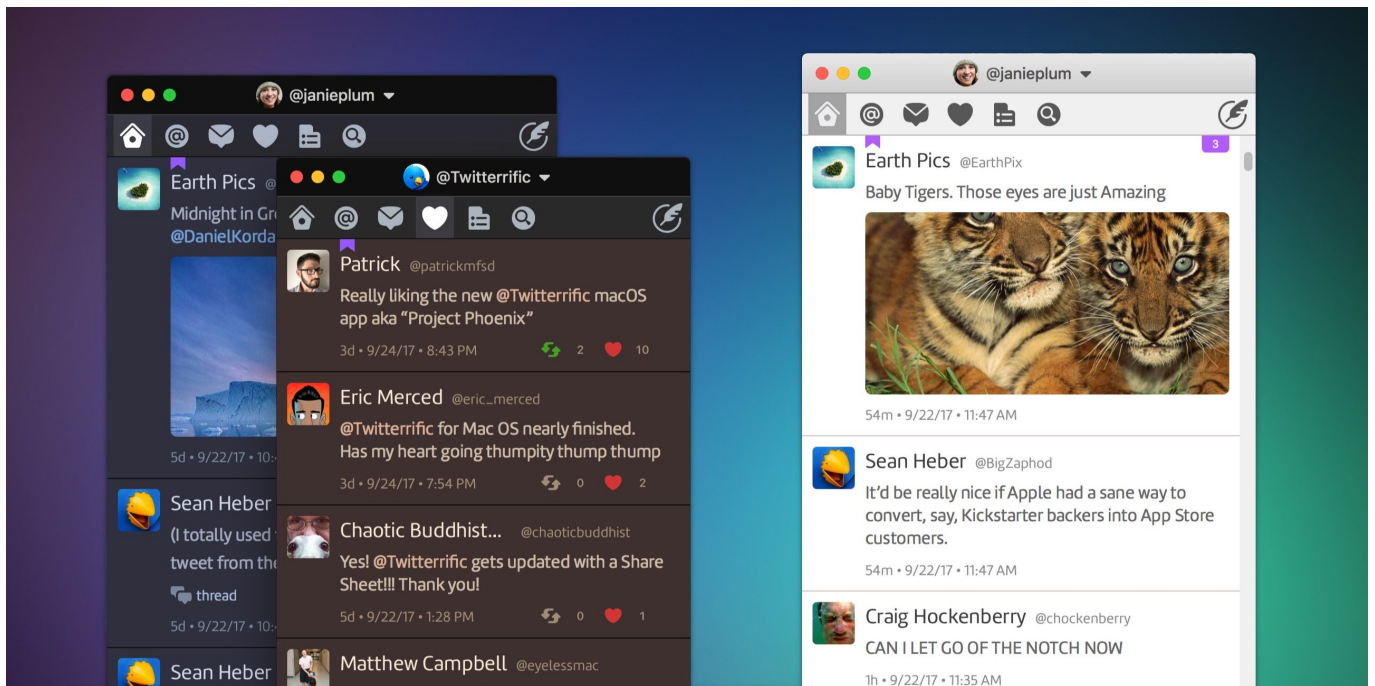 @janieplum
Earth Pics @
Midnight in Gr
@DanielKorda
5d • 9/22/17 • 10:
Sean Heber
(I totally used
tweet from the
thread
5d • 9/22/17 • 10:
Sean Heber
@Twitterrific
Patrick @patrickmfsd
Really liking the new @Twitterrific macOS
app aka “Project Phoenix”
3d • 9/24/17 • 8:43 PM 2 10
Eric Merced @eric_merced
@Twitterrific for Mac OS nearly finished.
Has my heart going thumpity thump thump
3d • 9/24/17 • 7:54 PM 0 2
Chaotic Buddhist... @chaoticbuddhist
Yes! @Twitterrific gets updated with a Share
Sheet!!! Thank you!
5d • 9/22/17 • 1:28 PM 0 1
Matthew Campbell @eyelessmac
@janieplum
3
Earth Pics @EarthPix
Baby Tigers. Those eyes are just Amazing
54m • 9/22/17 • 11:47 AM
Sean Heber @BigZaphod
It’d be really nice if Apple had a sane way to
convert, say, Kickstarter backers into App Store
customers.
54m • 9/22/17 • 11:47 AM
Craig Hockenberry @chockenberry
CAN I LET GO OF THE NOTCH NOW
1h • 9/22/17 • 11:35 AM